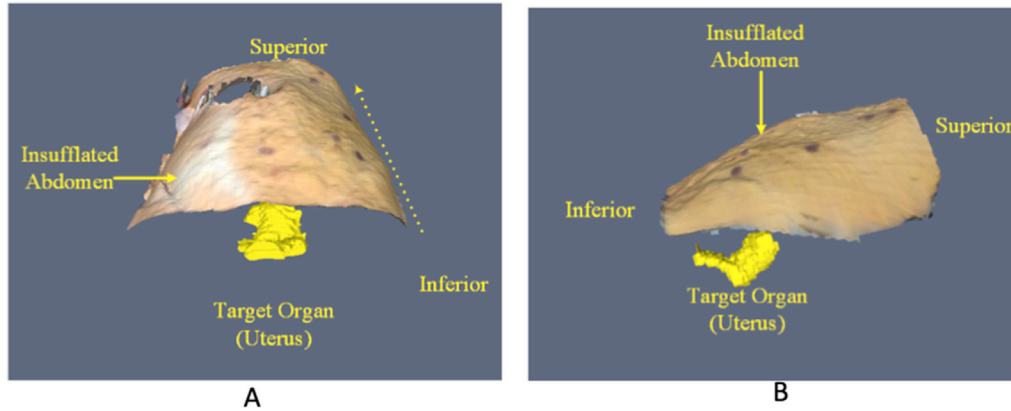 Superior
Insufflated
Abdomen
Inferior
Target Organ
(Uterus)
A
Insufflated
Abdomen
Superior
Inferior
Target Organ
(Uterus)
B